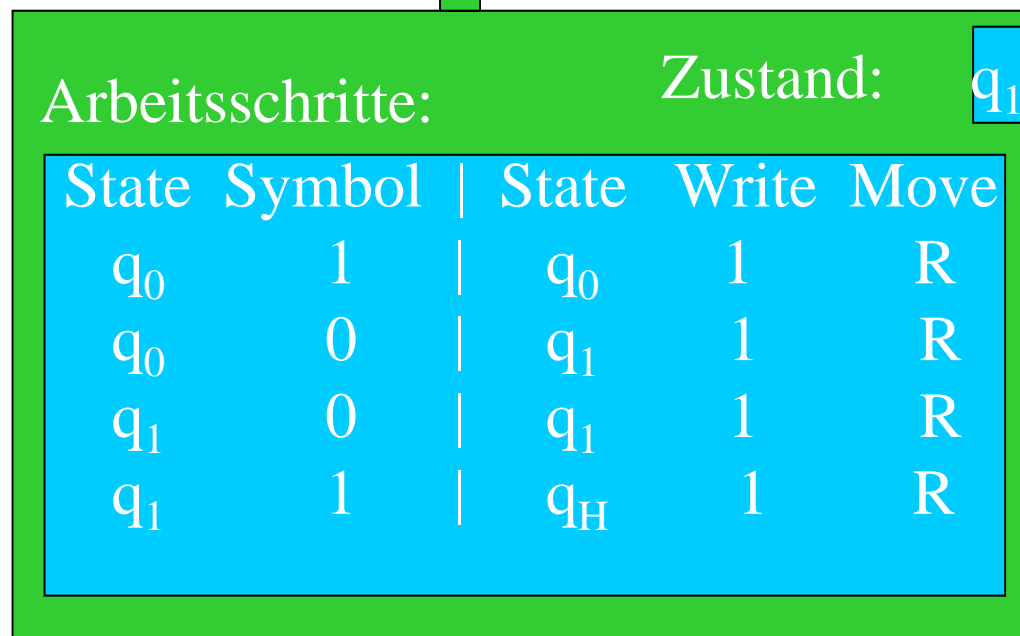 Arbeitsschritte:
Zustand: q₁
State Symbol | State Write Move
q₀ 1 | q₀ 1 R
q₀ 0 | q₁ 1 R
q₁ 0 | q₁ 1 R
q₁ 1 | q_H 1 R